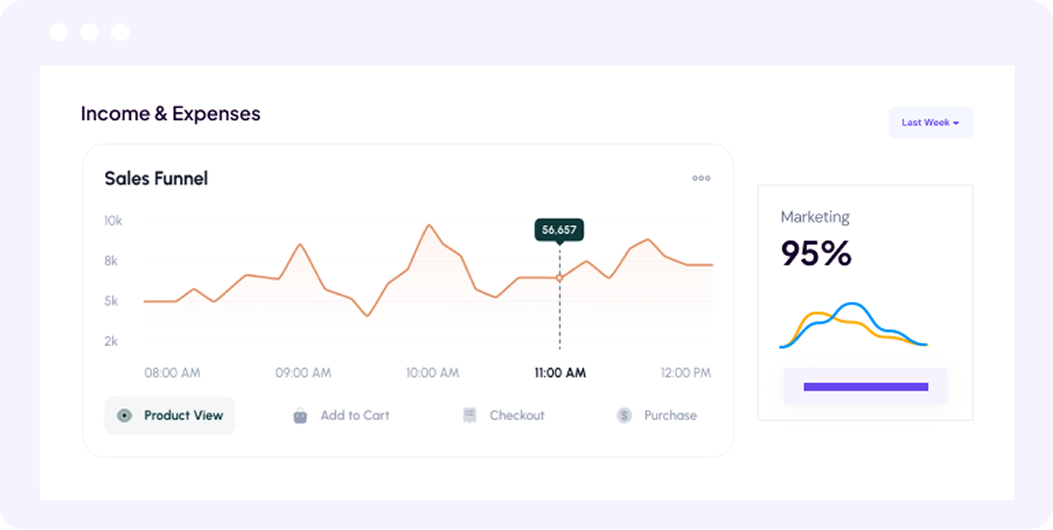 Income & Expenses
Last Week
Sales Funnel
10k
56,657
8k
5k
2k
08:00 AM 09:00 AM 10:00 AM 11:00 AM 12:00 PM
Product View Add to Cart Checkout Purchase
Marketing
95%